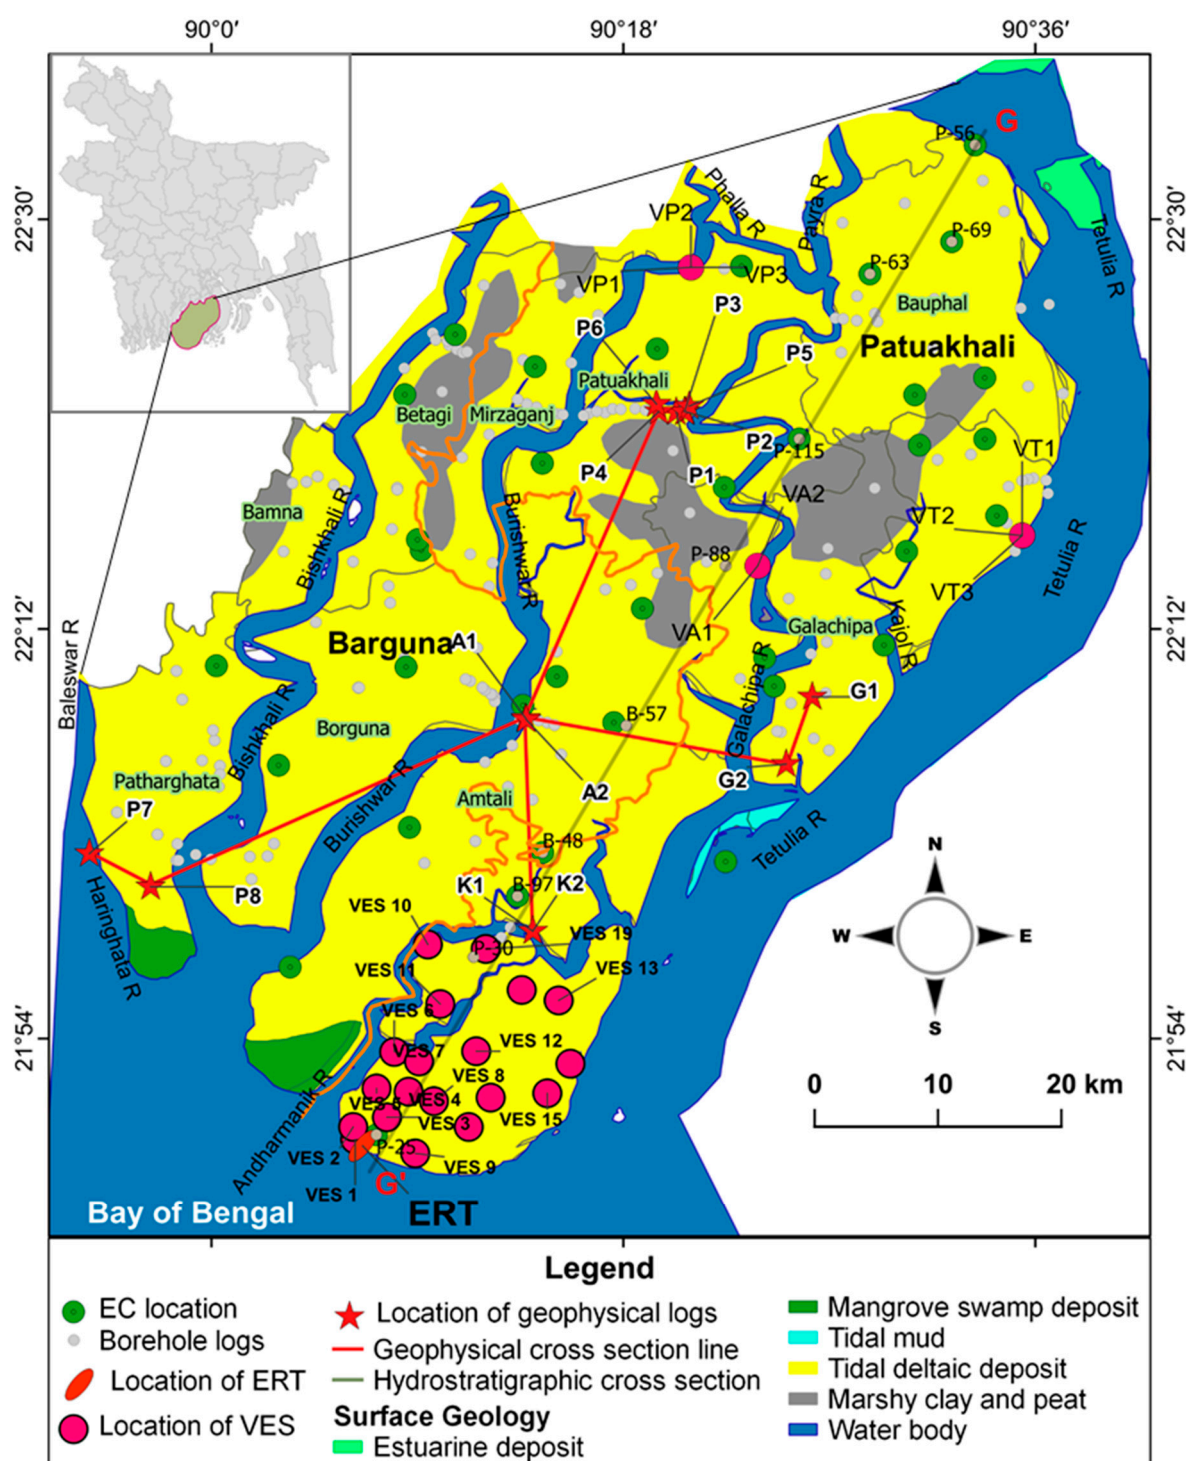 90°0′ 90°18′ 90°36′
G
P-56
Phalla R
Payra R
22°30′
22°30′
VP2
P-69
Tetulia R
P-63
VP1
VP3
Bauphal
P3
P6
Patuakhali
P5
Patuakhali
Betagi
Mirzaganj
P2
P-115
VT1
P4
P1
VA2
Bamna
Bishkhali R
Burishwar R
VT2
P-88
Tetulia R
VT3
22°12′
22°12′
Baleswar R
Barguna
A1
VA1
Galachipa
Kajol R
Bishkhali R
G1
Borguna
B-57
Galachipa R
Patharghata
G2
P7
Amtali
A2
Burishwar R
Tetulia R
B-48
P8
K1
B-97
K2
Haringhata R
VES 10
VES 19
P-30
VES 11
VES 13
N
W E
S
21°54′
21°54′
VES 6
VES 7
VES 12
VES 8
VES 5
VES 4
VES 3
VES 15
Andharmanik R
VES 2
P-25
VES 9
VES 1
G'
ERT
0 10 20 km
Bay of Bengal
Legend
EC location
Borehole logs
Location of ERT
Location of VES
Location of geophysical logs
Geophysical cross section line
Hydrostratigraphic cross section
Surface Geology
Estuarine deposit
Mangrove swamp deposit
Tidal mud
Tidal deltaic deposit
Marshy clay and peat
Water body